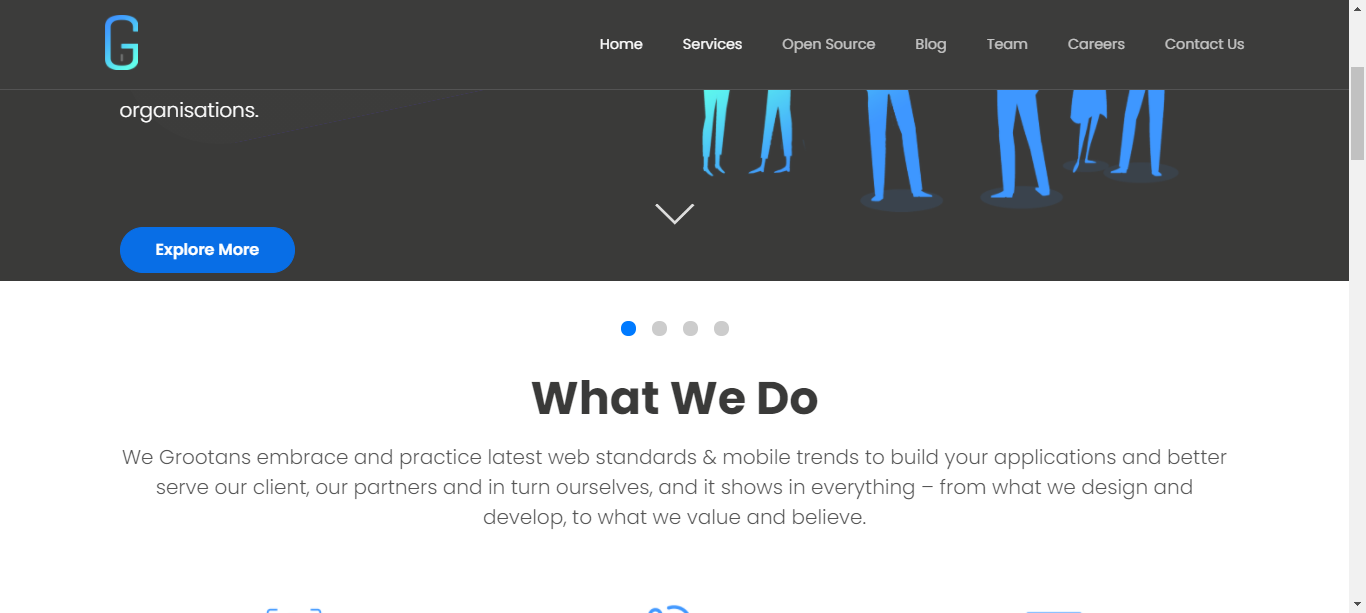 G
Home Services Open Source Blog Team Careers Contact Us
organisations.
Explore More
What We Do
We Grootans embrace and practice latest web standards & mobile trends to build your applications and better
serve our client, our partners and in turn ourselves, and it shows in everything – from what we design and
develop, to what we value and believe.